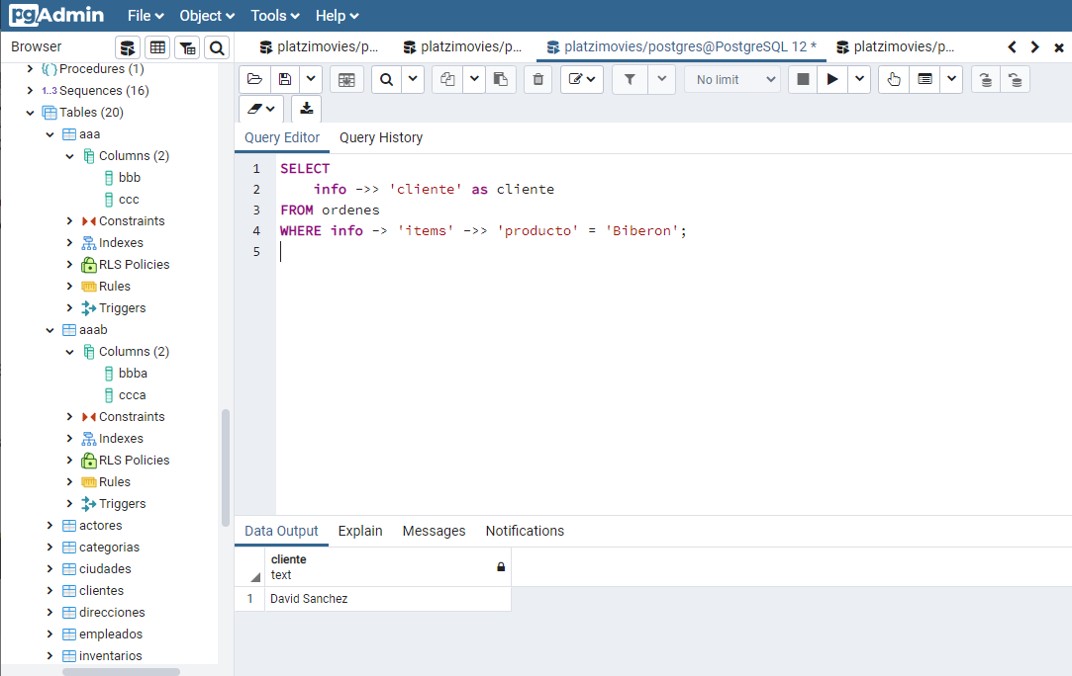 pgAdmin File Object Tools Help
Browser
platzimovies/p... platzimovies/p... platzimovies/postgres@PostgreSQL 12 * platzimovies/p...
Procedures (1)
1..3 Sequences (16)
Tables (20)
aaa
Columns (2)
bbb
ccc
Constraints
Indexes
RLS Policies
Rules
Triggers
aaab
Columns (2)
bbba
ccca
Constraints
Indexes
RLS Policies
Rules
Triggers
actores
categorias
ciudades
clientes
direcciones
empleados
inventarios
No limit
Query Editor Query History
1 SELECT
2 info ->> 'cliente' as cliente
3 FROM ordenes
4 WHERE info -> 'items' ->> 'producto' = 'Biberon';
5
Data Output Explain Messages Notifications
cliente
text
1 David Sanchez